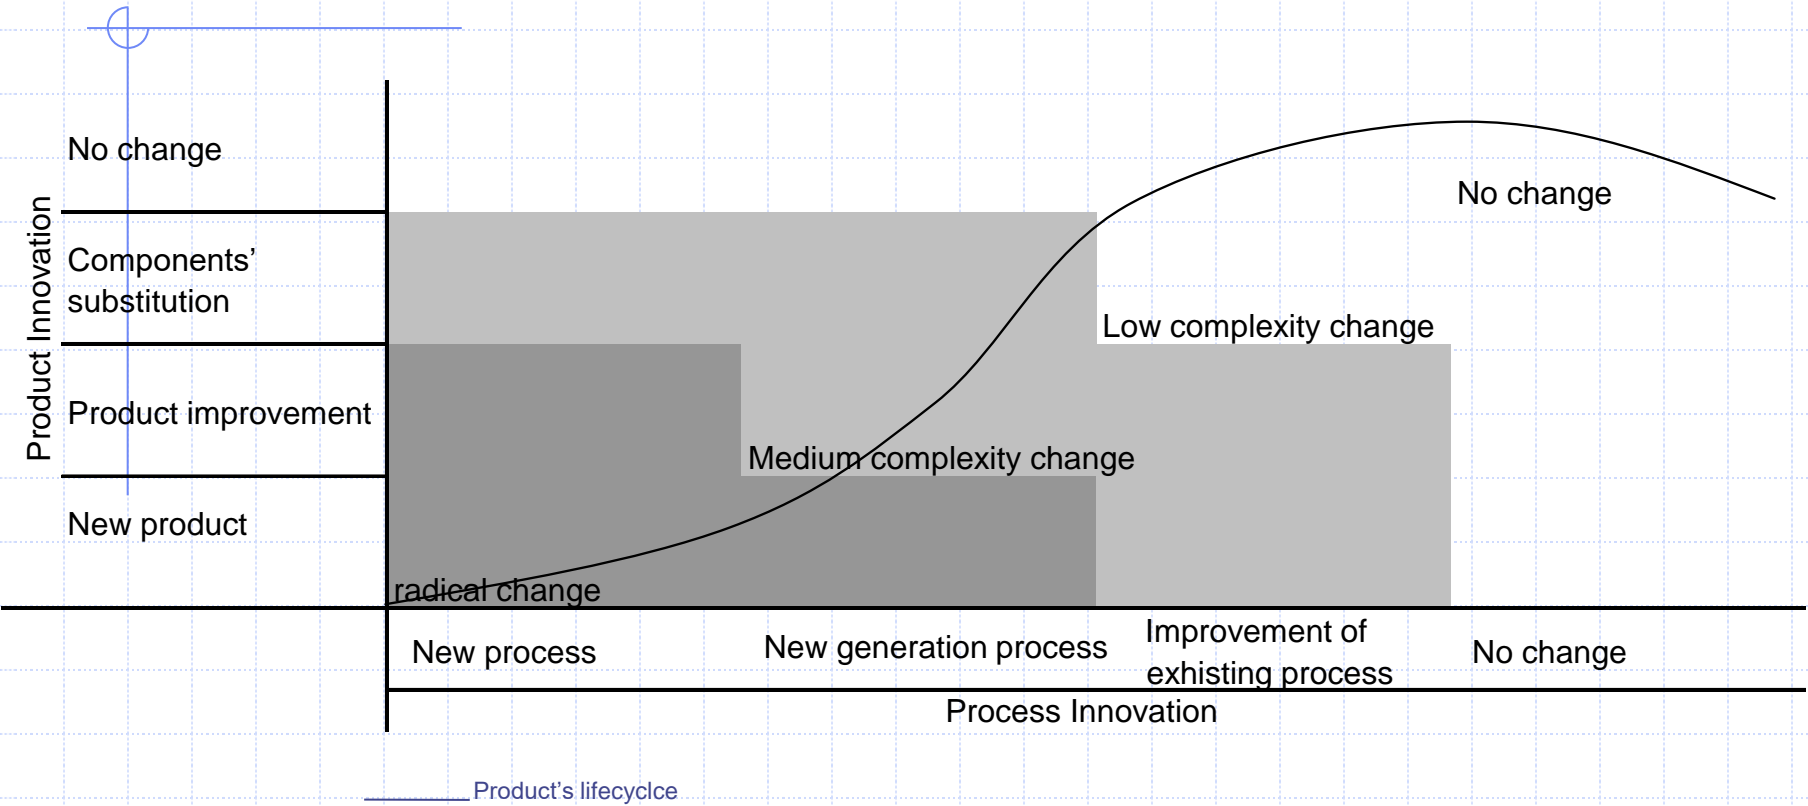 No change
Components’
substitution
Product improvement
New product
Product Innovation
No change
Low complexity change
Medium complexity change
radical change
New process
New generation process
Improvement of
exhisting process
No change
Process Innovation
Product’s lifecyclce